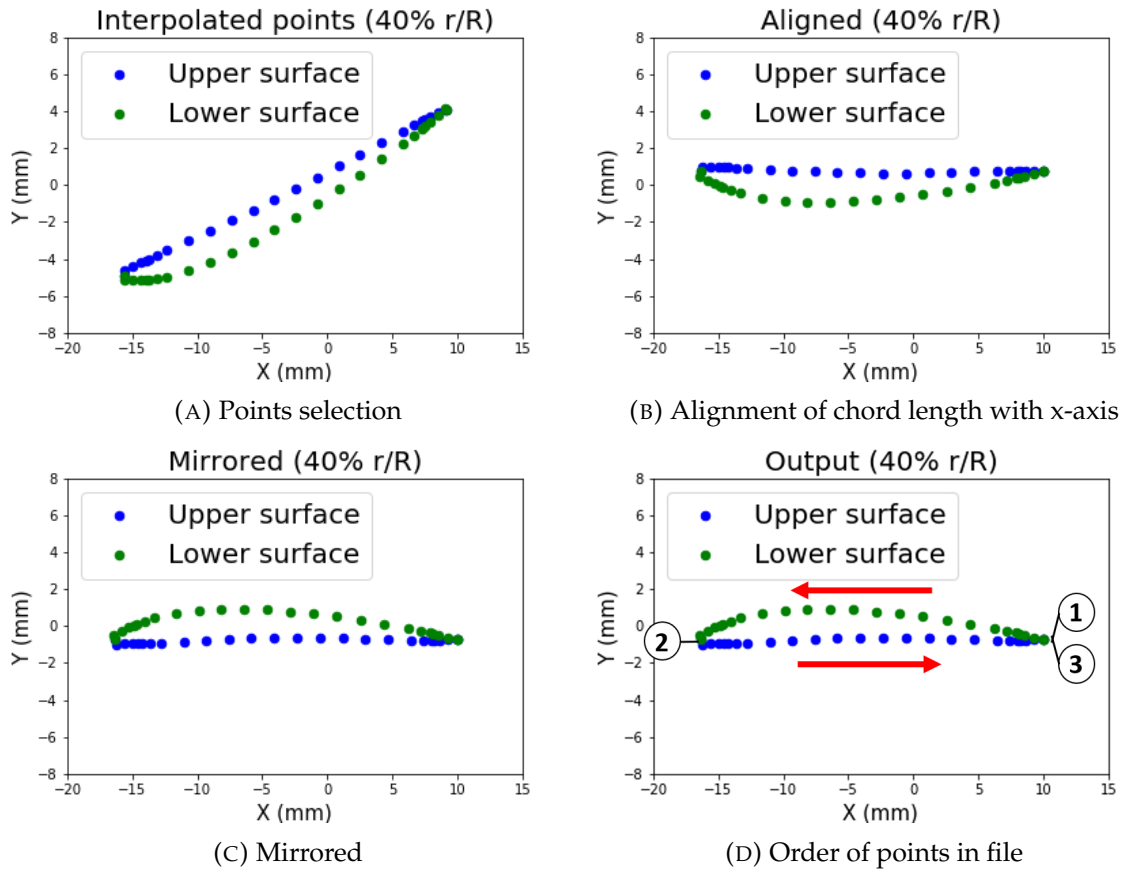 Interpolated points (40% r/R)
8
6
4
2
0
−2
−4
−6
−8
Y (mm)
Upper surface
Lower surface
−20 −15 −10 −5 0 5 10 15
X (mm)
(A) Points selection
Aligned (40% r/R)
8
6
4
2
0
−2
−4
−6
−8
Y (mm)
Upper surface
Lower surface
−20 −15 −10 −5 0 5 10 15
X (mm)
(B) Alignment of chord length with x-axis
Mirrored (40% r/R)
8
6
4
2
0
−2
−4
−6
−8
Y (mm)
Upper surface
Lower surface
−20 −15 −10 −5 0 5 10 15
X (mm)
(C) Mirrored
Output (40% r/R)
8
6
4
2
0
−2
−4
−6
−8
Y (mm)
Upper surface
Lower surface
1
2
3
−20 −15 −10 −5 0 5 10 15
X (mm)
(D) Order of points in file